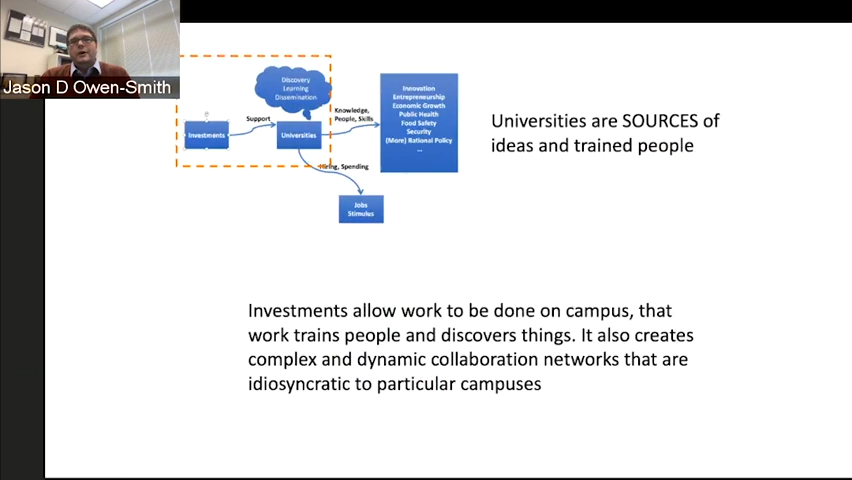 Jason D Owen-Smith
Discovery
Learning
Dissemination
Investments
Support
Universities
Knowledge,
People, Skills
Innovation
Entrepreneurship
Economic Growth
Public Health
Food Safety
Security
(More) Rational Policy
...
Hiring, Spending
Jobs
Stimulus
Universities are SOURCES of
ideas and trained people
Investments allow work to be done on campus, that
work trains people and discovers things. It also creates
complex and dynamic collaboration networks that are
idiosyncratic to particular campuses